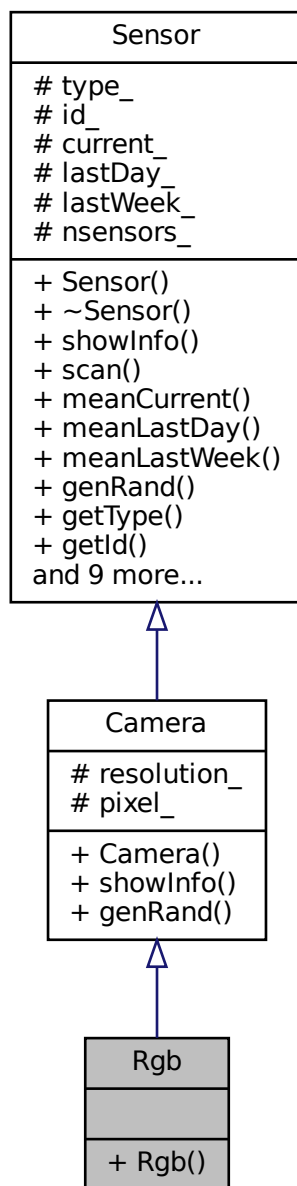 Sensor
# type_
# id_
# current_
# lastDay_
# lastWeek_
# nsensors_
+ Sensor()
+ ~Sensor()
+ showInfo()
+ scan()
+ meanCurrent()
+ meanLastDay()
+ meanLastWeek()
+ genRand()
+ getType()
+ getId()
and 9 more...
Camera
# resolution_
# pixel_
+ Camera()
+ showInfo()
+ genRand()
Rgb
+ Rgb()